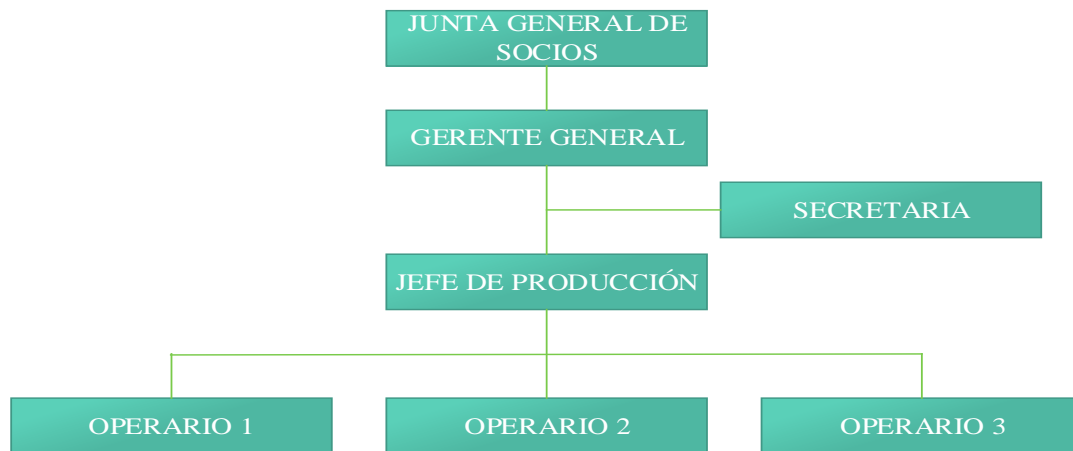 JUNTA GENERAL DE
SOCIOS
GERENTE GENERAL
SECRETARIA
JEFE DE PRODUCCIÓN
OPERARIO 1
OPERARIO 2
OPERARIO 3